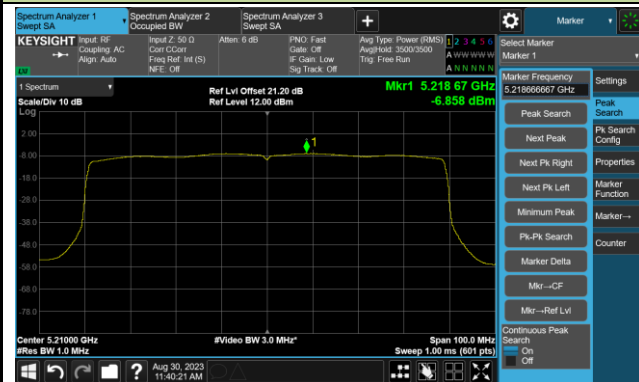 Spectrum Analyzer 1
Swept SA
Spectrum Analyzer 2
Occupied BW
Spectrum Analyzer 3
Swept SA
+
Marker
KEYSIGHT
Input: RF
Coupling: AC
Align: Auto
Input Z: 50 Ω
Corr CCorr
Freq Ref: Int (S)
NFE: Off
Atten: 6 dB
PNO: Fast
Gate: Off
IF Gain: Low
Sig Track: Off
Avg Type: Power (RMS)
Avg|Hold: 3500/3500
Trig: Free Run
1 2 3 4 5 6
A W W W W W
A N N N N N
LXI
Select Marker
Marker 1
1 Spectrum
Scale/Div 10 dB
Ref Lvl Offset 21.20 dB
Ref Level 12.00 dBm
Mkr1 5.218 67 GHz
-6.858 dBm
Log
2.00
-8.00
-18.0
-28.0
-38.0
-48.0
-58.0
-68.0
-78.0
1
Center 5.21000 GHz
#Res BW 1.0 MHz
#Video BW 3.0 MHz*
Span 100.0 MHz
Sweep 1.00 ms (601 pts)
Marker Frequency
5.218666667 GHz
Peak Search
Next Peak
Next Pk Right
Next Pk Left
Minimum Peak
Pk-Pk Search
Marker Delta
Mkr→CF
Mkr→Ref Lvl
Continuous Peak
Search
On
Off
Settings
Peak
Search
Pk Search
Config
Properties
Marker
Function
Marker→
Counter
?
Aug 30, 2023
11:40:21 AM